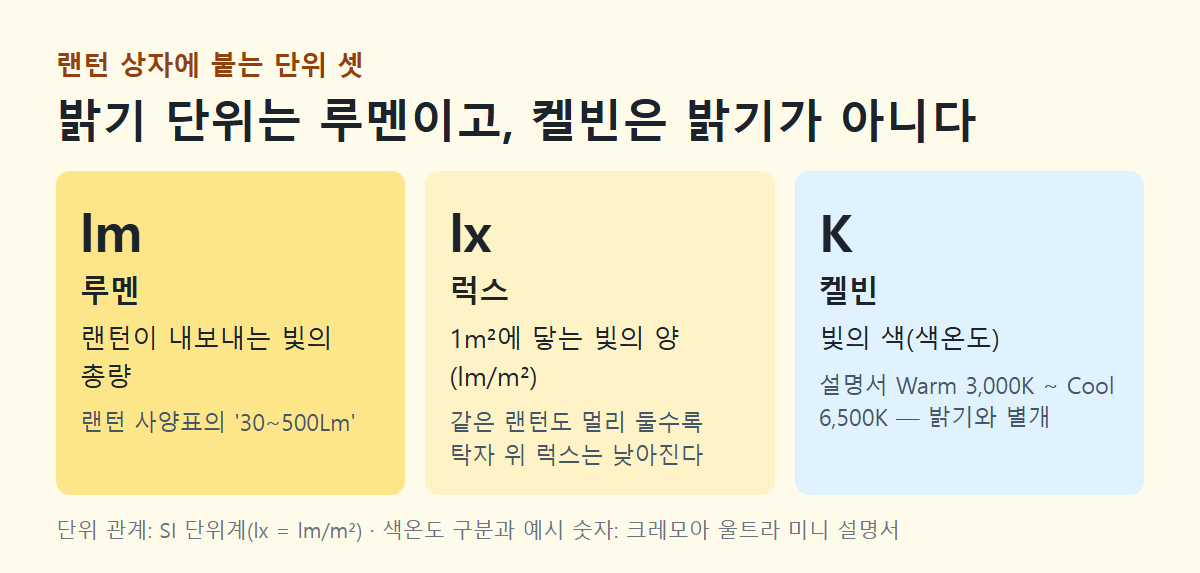 랜턴 상자에 붙는 단위 셋
밝기 단위는 루멘이고, 켈빈은 밝기가 아니다
lm
루멘
랜턴이 내보내는 빛의
총량
랜턴 사양표의 '30~500Lm'
lx
럭스
1m²에 닿는 빛의 양
(lm/m²)
같은 랜턴도 멀리 둘수록
탁자 위 럭스는 낮아진다
K
켈빈
빛의 색(색온도)
설명서 Warm 3,000K ~ Cool
6,500K — 밝기와 별개
단위 관계: SI 단위계(lx = lm/m²) · 색온도 구분과 예시 숫자: 크레모아 울트라 미니 설명서